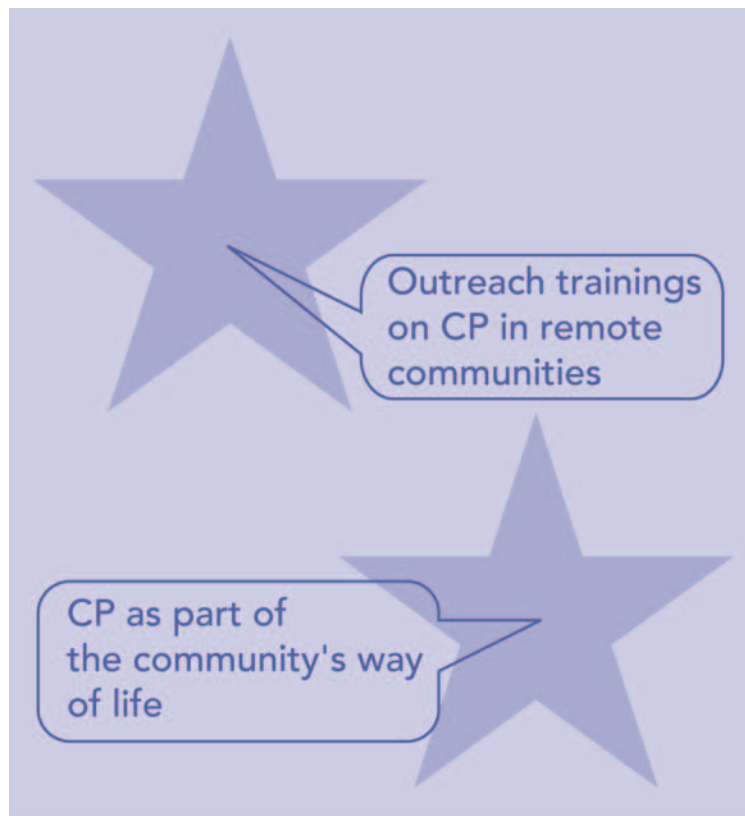 Outreach trainings
on CP in remote
communities
CP as part of
the community's way
of life